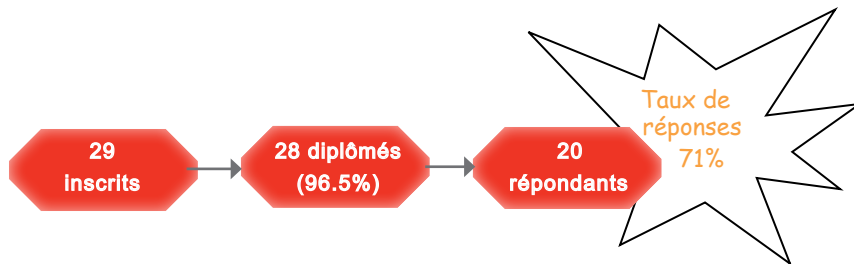 29
inscrits
28 diplômés
(96.5%)
20
répondants
Taux de
réponses
71%